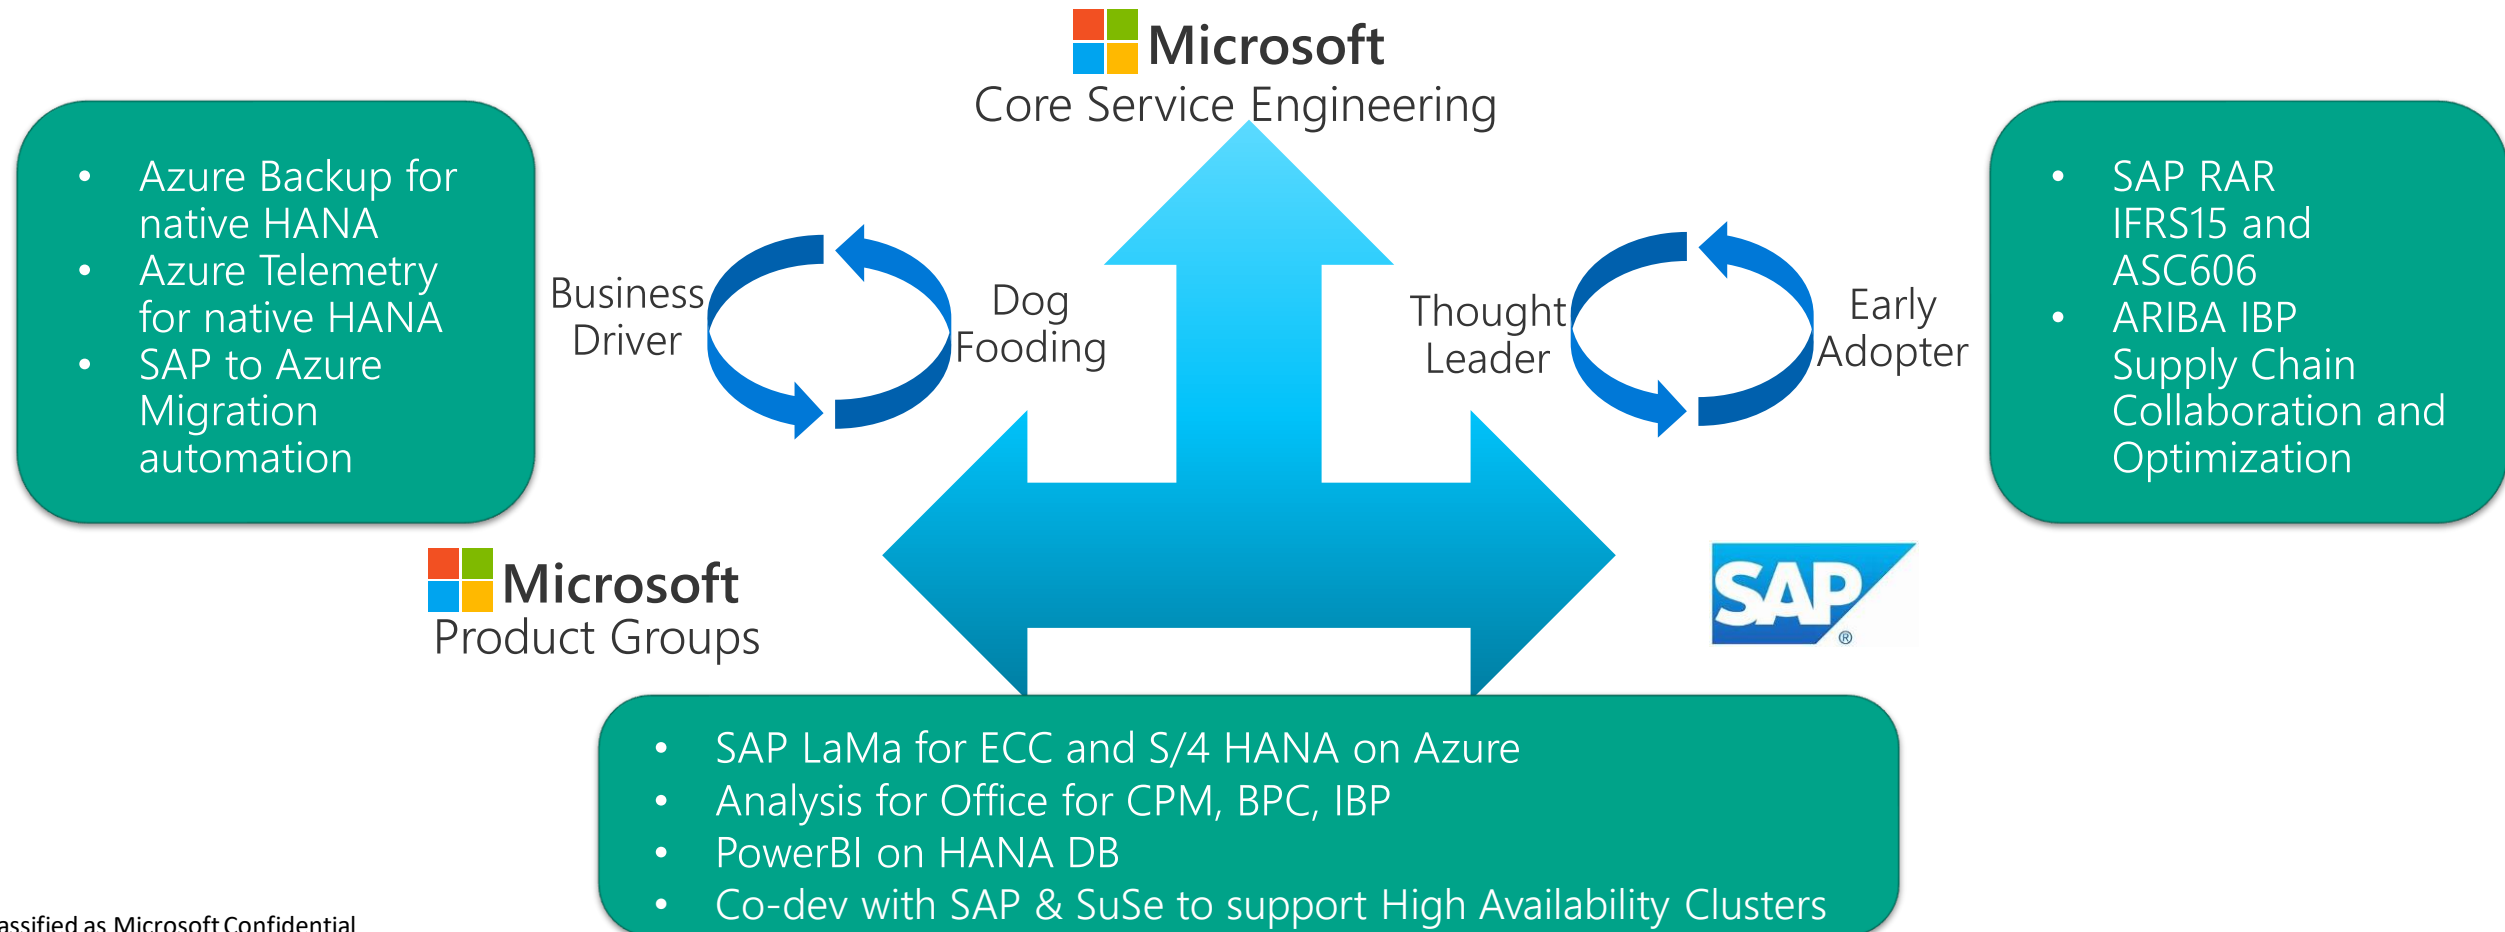 Microsoft
Core Service Engineering
• Azure Backup for
native HANA
• Azure Telemetry
for native HANA
• SAP to Azure
Migration
automation
Business
Driver
Dog
Fooding
Thought
Leader
Early
Adopter
• SAP RAR
IFRS15 and
ASC606
• ARIBA IBP
Supply Chain
Collaboration and
Optimization
Microsoft
Product Groups
SAP®
• SAP LaMa for ECC and S/4 HANA on Azure
• Analysis for Office for CPM, BPC, IBP
• PowerBI on HANA DB
• Co-dev with SAP & SuSe to support High Availability Clusters
assified as Microsoft Confidential